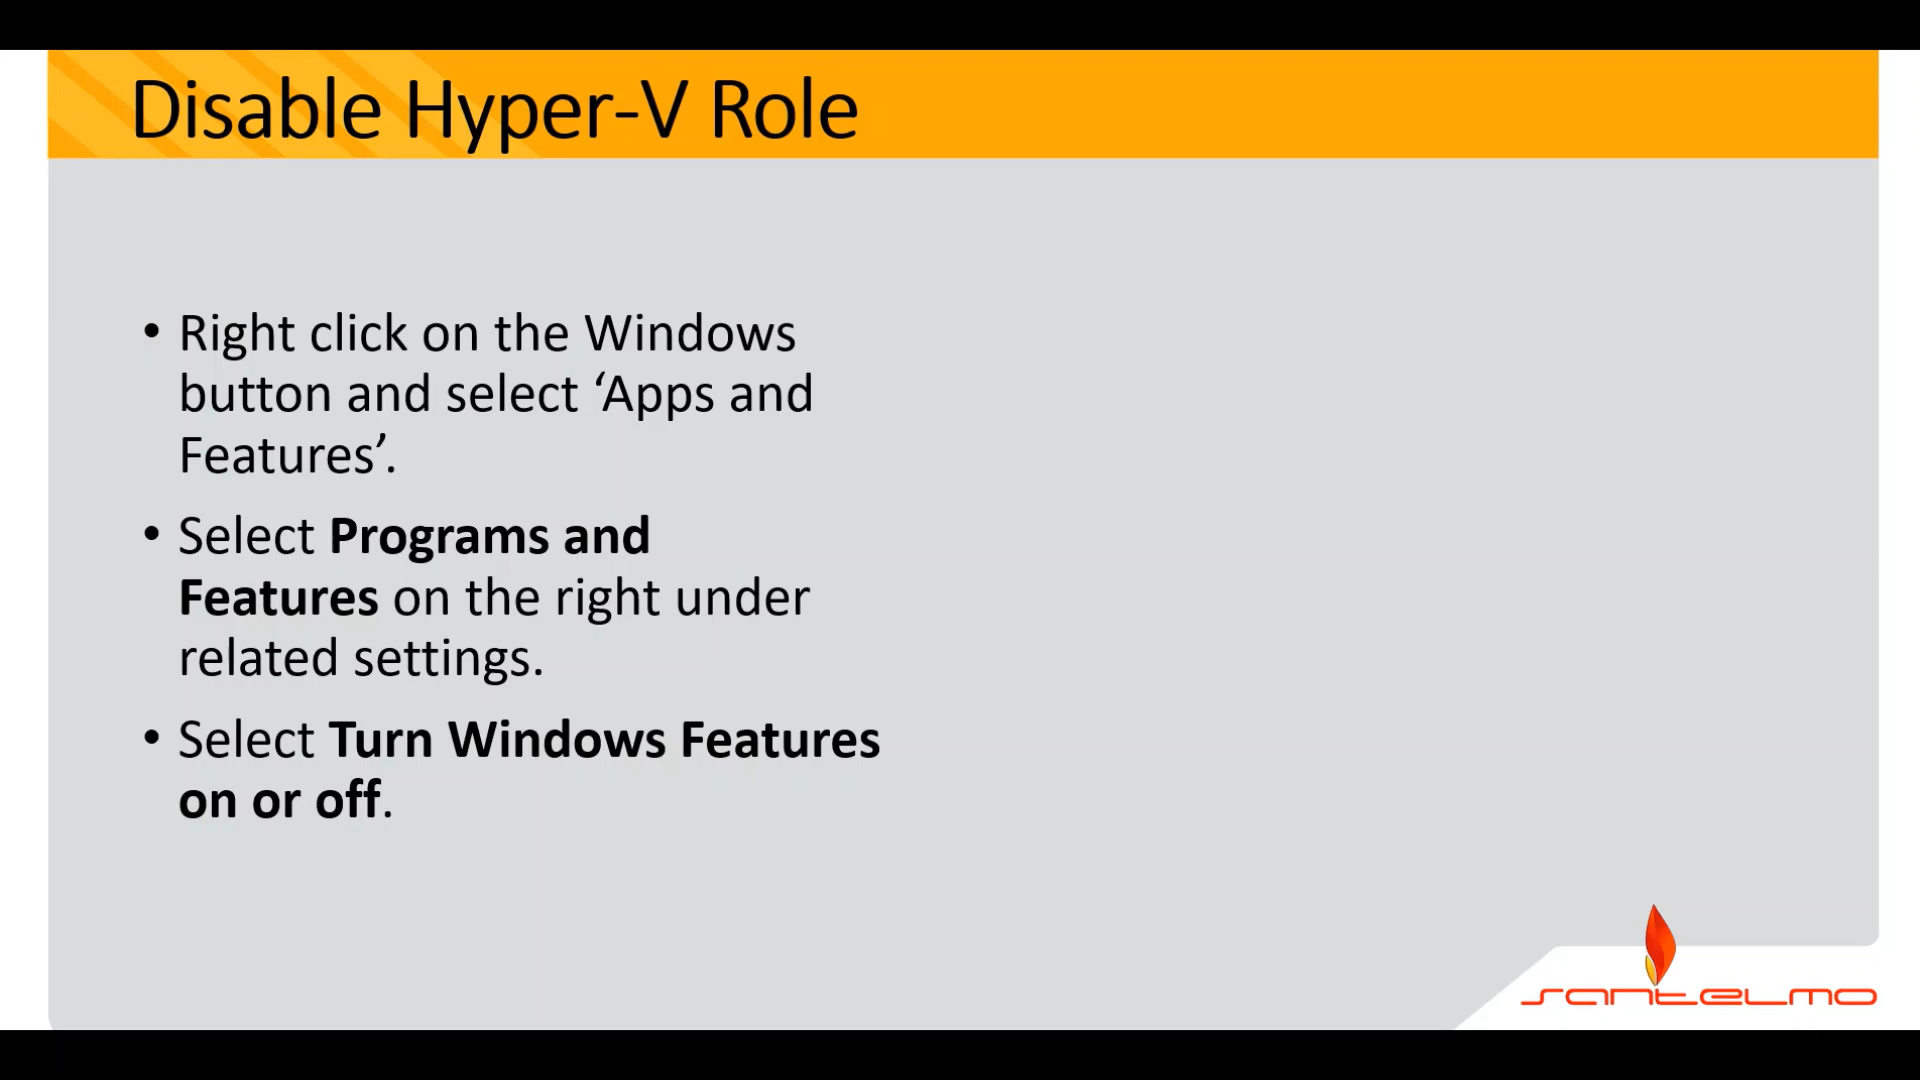 Disable Hyper-V Role
• Right click on the Windows
button and select ‘Apps and
Features’.
• Select Programs and
Features on the right under
related settings.
• Select Turn Windows Features
on or off.
santelmo